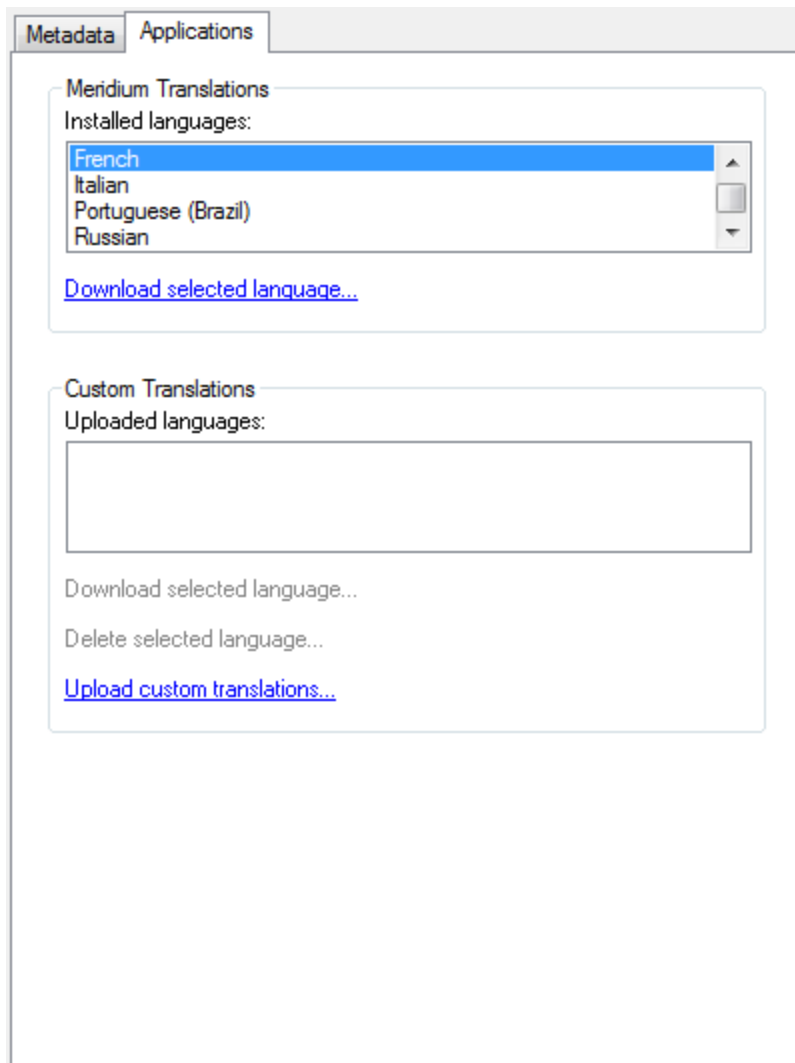 Metadata
Applications
Meridium Translations
Installed languages:
French
Italian
Portuguese (Brazil)
Russian
Download selected language...
Custom Translations
Uploaded languages:
Download selected language...
Delete selected language...
Upload custom translations...